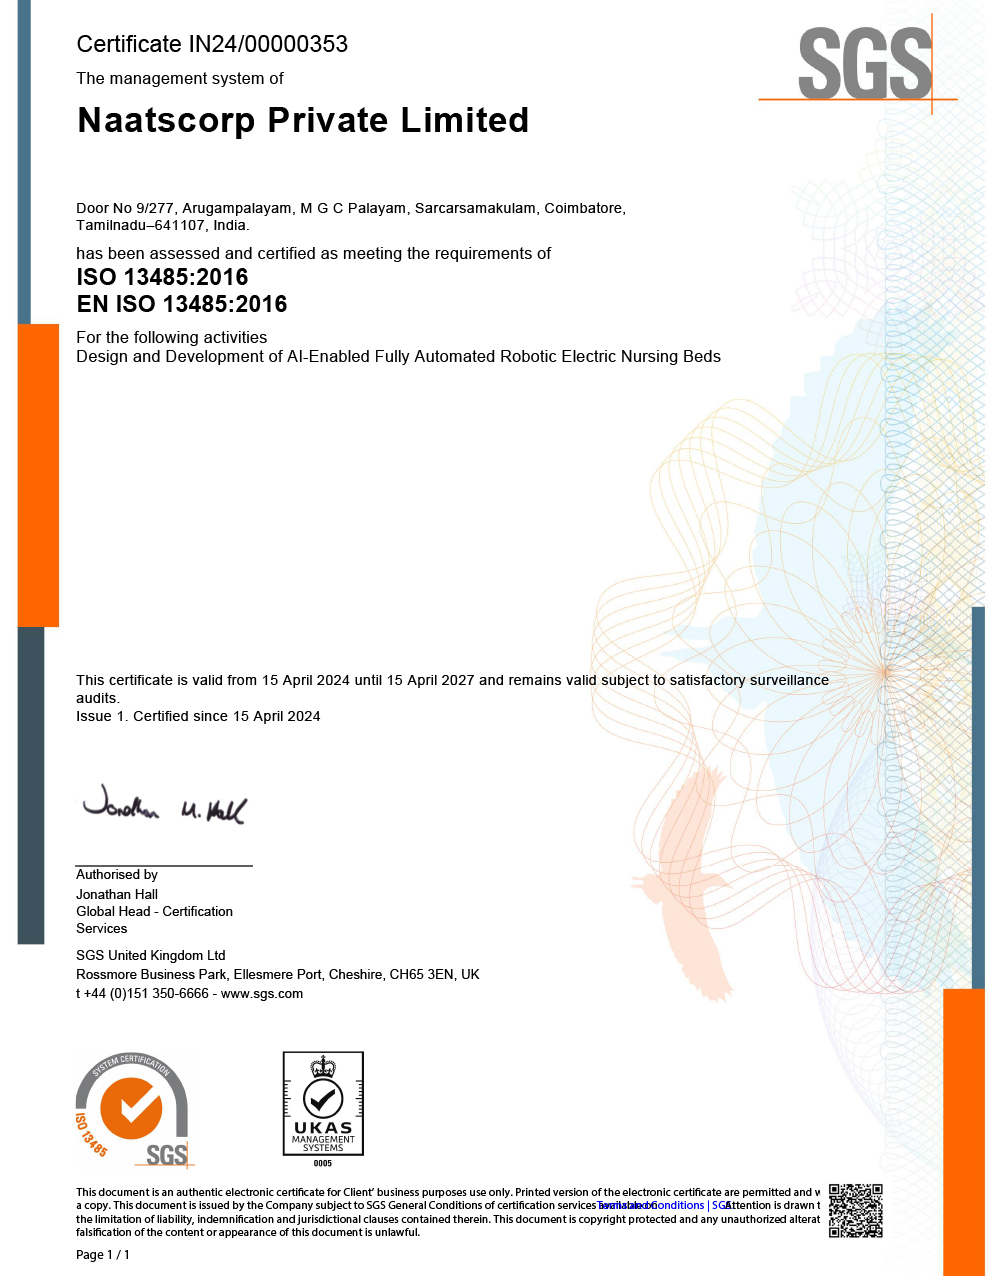 Certificate IN24/00000353
SGS
The management system of
Naatscorp Private Limited
Door No 9/277, Arugampalayam, M G C Palayam, Sarcarsamakulam, Coimbatore,
Tamilnadu–641107, India.
has been assessed and certified as meeting the requirements of
ISO 13485:2016
EN ISO 13485:2016
For the following activities
Design and Development of AI-Enabled Fully Automated Robotic Electric Nursing Beds
This certificate is valid from 15 April 2024 until 15 April 2027 and remains valid subject to satisfactory surveillance
audits.
Issue 1. Certified since 15 April 2024
Jonathan M. Hall
Authorised by
Jonathan Hall
Global Head - Certification
Services
SGS United Kingdom Ltd
Rossmore Business Park, Ellesmere Port, Cheshire, CH65 3EN, UK
t +44 (0)151 350-6666 - www.sgs.com
SYSTEM CERTIFICATION
ISO 13485
SGS
UKAS
MANAGEMENT
SYSTEMS
0005
This document is an authentic electronic certificate for Client' business purposes use only. Printed version of the electronic certificate are permitted and
a copy. This document is issued by the Company subject to SGS General Conditions of certification services Conditions | SGS Attention is drawn
the limitation of liability, indemnification and jurisdictional clauses contained therein. This document is copyright protected and any unauthorized
falsification of the content or appearance of this document is unlawful.
Page 1 / 1